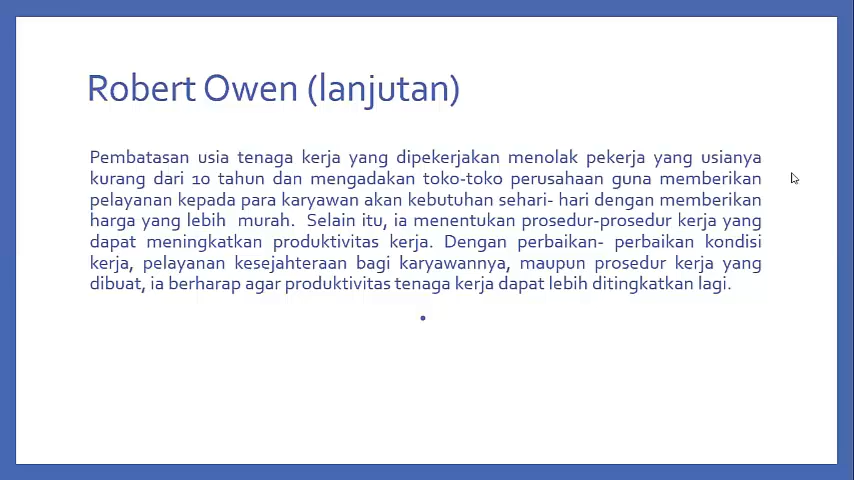 Robert Owen (lanjutan)
Pembatasan usia tenaga kerja yang dipekerjakan menolak pekerja yang usianya
kurang dari 10 tahun dan mengadakan toko-toko perusahaan guna memberikan
pelayanan kepada para karyawan akan kebutuhan sehari- hari dengan memberikan
harga yang lebih  murah.  Selain itu, ia menentukan prosedur-prosedur kerja yang
dapat meningkatkan produktivitas kerja. Dengan perbaikan- perbaikan kondisi
kerja, pelayanan kesejahteraan bagi karyawannya, maupun prosedur kerja yang
dibuat, ia berharap agar produktivitas tenaga kerja dapat lebih ditingkatkan lagi.
•